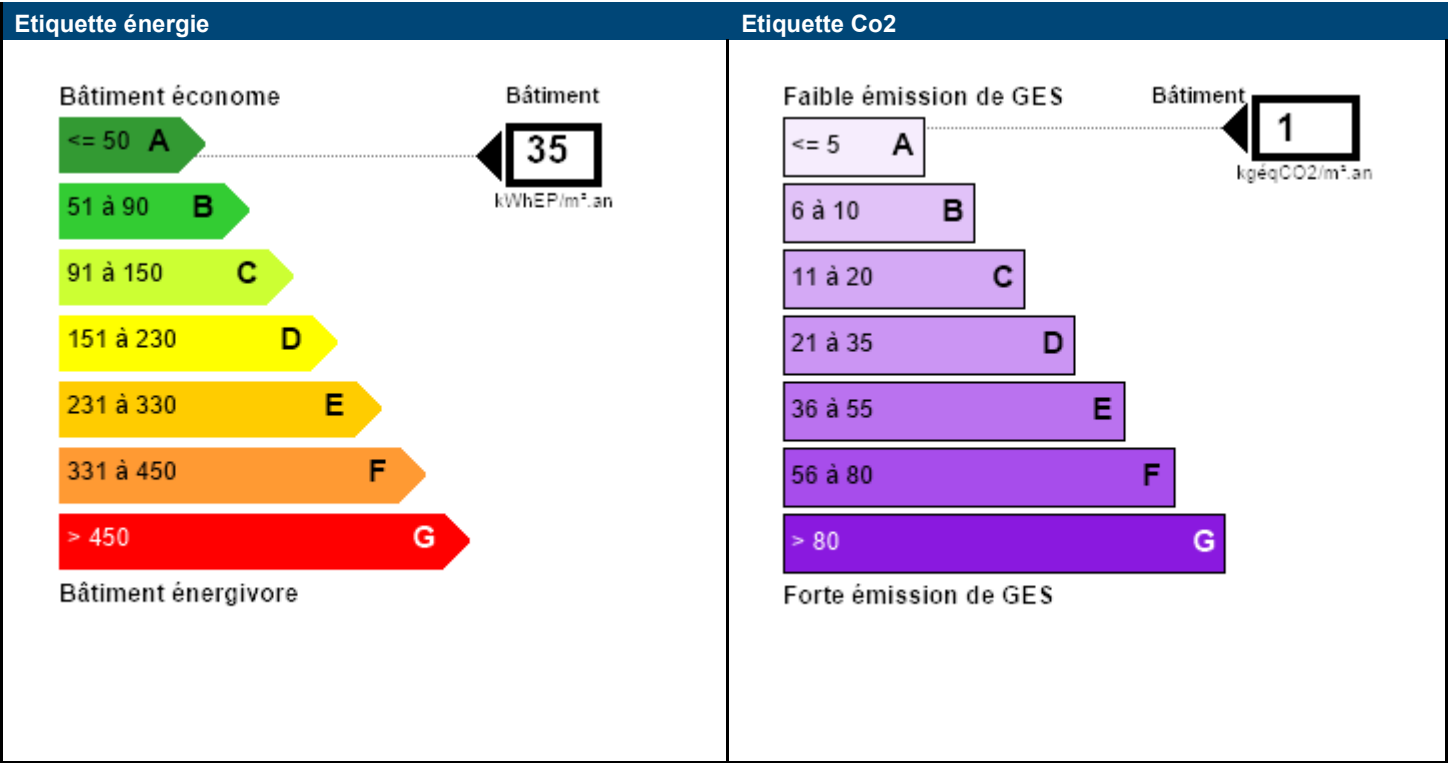 Etiquette énergie
Bâtiment économe
Bâtiment
<= 50 A
35
kWhEP/m².an
51 à 90 B
91 à 150 C
151 à 230 D
231 à 330 E
331 à 450 F
> 450 G
Bâtiment énergivore
Etiquette Co2
Faible émission de GES
Bâtiment
<= 5 A
1
kgéqCO2/m².an
6 à 10 B
11 à 20 C
21 à 35 D
36 à 55 E
56 à 80 F
> 80 G
Forte émission de GES